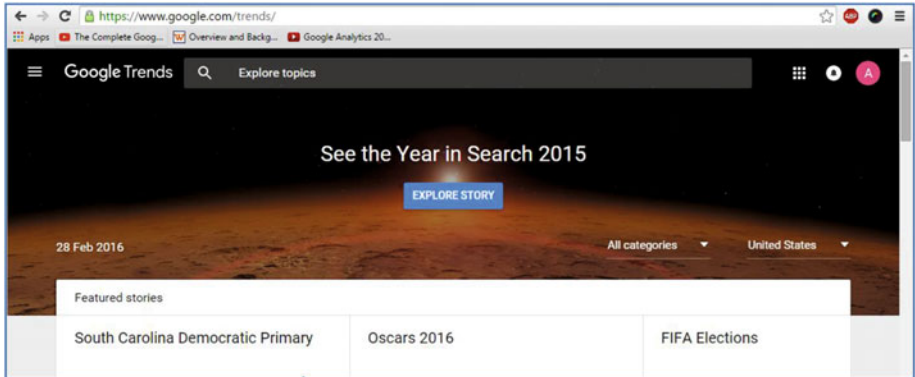 https://www.google.com/trends/
Apps The Complete Goog... Overview and Backg... Google Analytics 20...
Google Trends Explore topics A
See the Year in Search 2015
EXPLORE STORY
28 Feb 2016 All categories United States
Featured stories
South Carolina Democratic Primary Oscars 2016 FIFA Elections